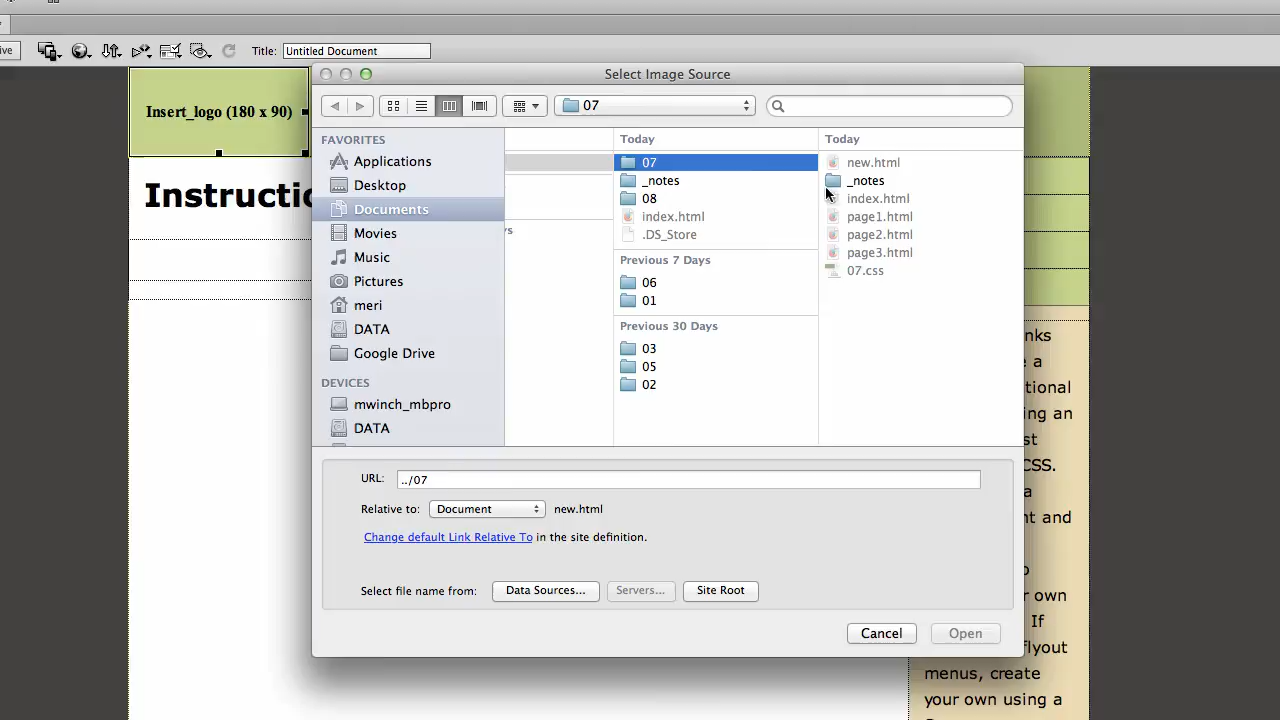 ive
Title:
Untitled Document
Select Image Source
Insert_logo (180 x 90)
07
FAVORITES
Applications
Desktop
Documents
Movies
Music
Pictures
meri
DATA
Google Drive
DEVICES
mwinch_mbpro
DATA
s
Today
07
_notes
08
index.html
.DS_Store
Previous 7 Days
06
01
Previous 30 Days
03
05
02
Today
new.html
_notes
index.html
page1.html
page2.html
page3.html
07.css
Instructio
URL:
../07
Relative to:
Document
new.html
Change default Link Relative To in the site definition.
Select file name from:
Data Sources...
Servers...
Site Root
Cancel
Open
nks
e a
tional
ing an
st
CSS.
a
nt and
o
r own
If
flyout
menus, create
your own using a